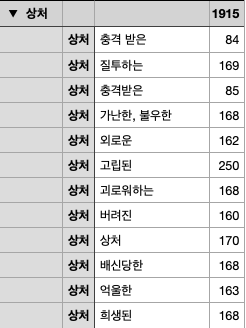 ▼ 상처 1915
상처 충격 받은 84
상처 질투하는 169
상처 충격받은 85
상처 가난한, 불우한 168
상처 외로운 162
상처 고립된 250
상처 괴로워하는 168
상처 버려진 160
상처 상처 170
상처 배신당한 168
상처 억울한 163
상처 희생된 168